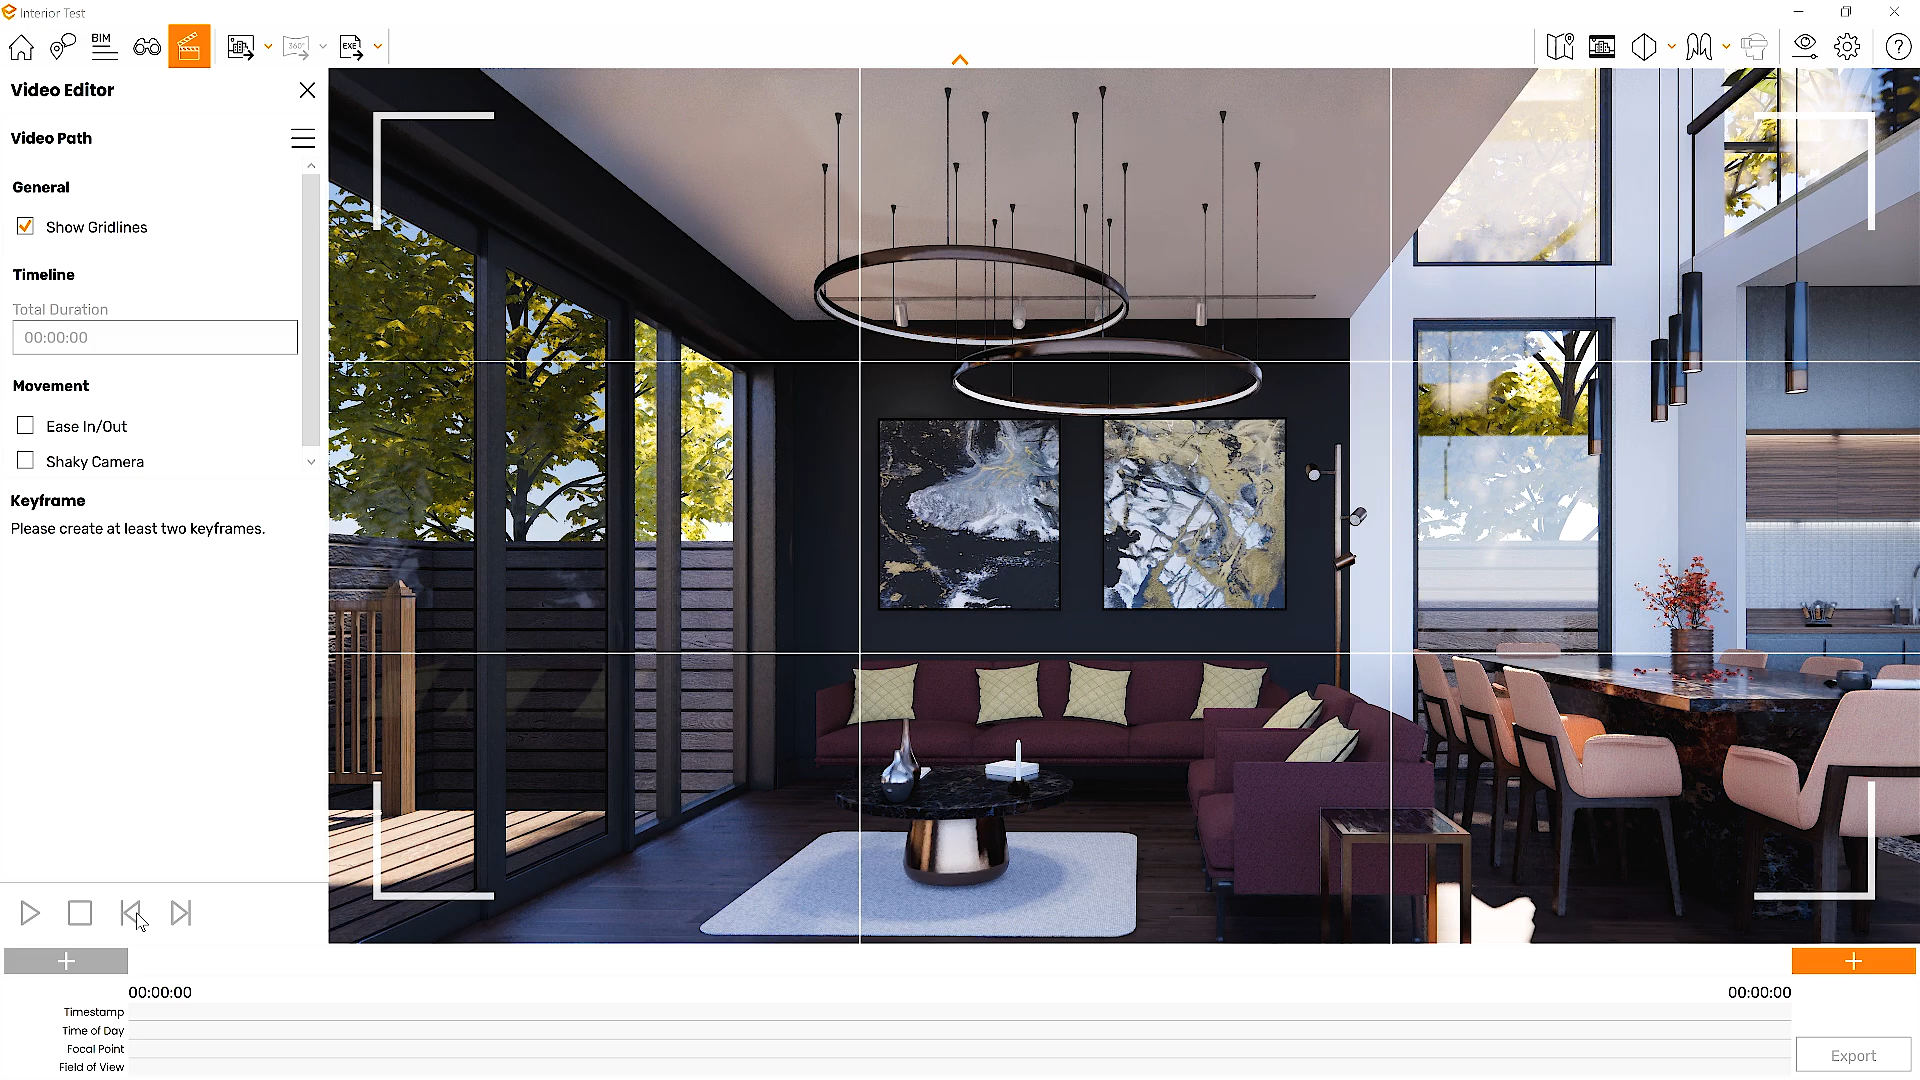 Interior Test
BIM
360°
EXE
Video Editor
Video Path
General
Show Gridlines
Timeline
Total Duration
00:00:00
Movement
Ease In/Out
Shaky Camera
Keyframe
Please create at least two keyframes.
00:00:00
00:00:00
Timestamp
Time of Day
Focal Point
Field of View
Export